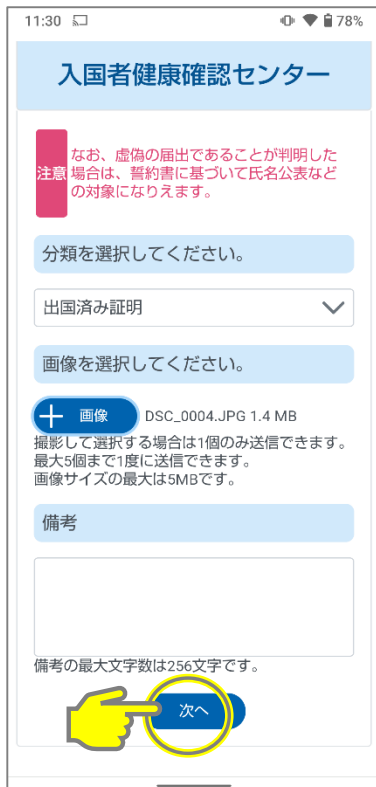 11:30 78%
入国者健康確認センター
注意
なお、虚偽の届出であることが判明した
場合は、誓約書に基づいて氏名公表など
の対象になりえます。
分類を選択してください。
出国済み証明
画像を選択してください。
画像 DSC_0004.JPG 1.4 MB
撮影して選択する場合は1個のみ送信できます。
最大5個まで1度に送信できます。
画像サイズの最大は5MBです。
備考
備考の最大文字数は256文字です。
次へ